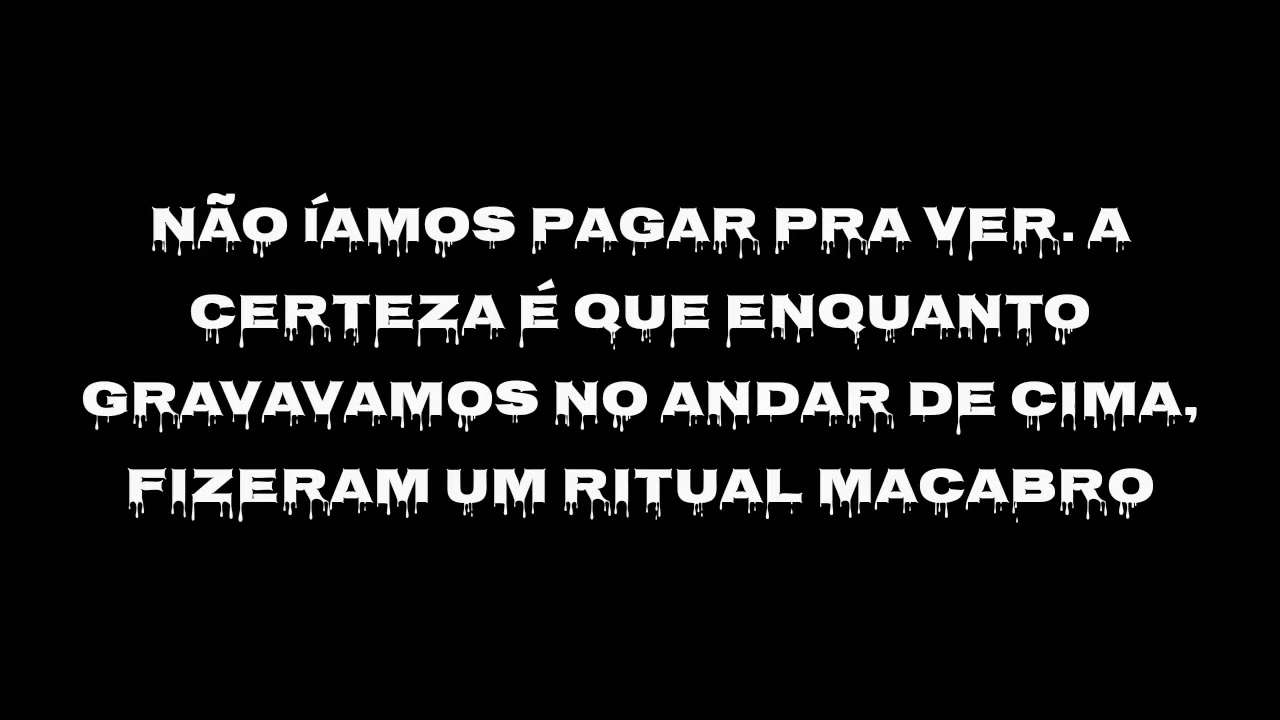 NÃO ÍAMOS PAGAR PRA VER. A
CERTEZA É QUE ENQUANTO
GRAVAVAMOS NO ANDAR DE CIMA,
FIZERAM UM RITUAL MACABRO